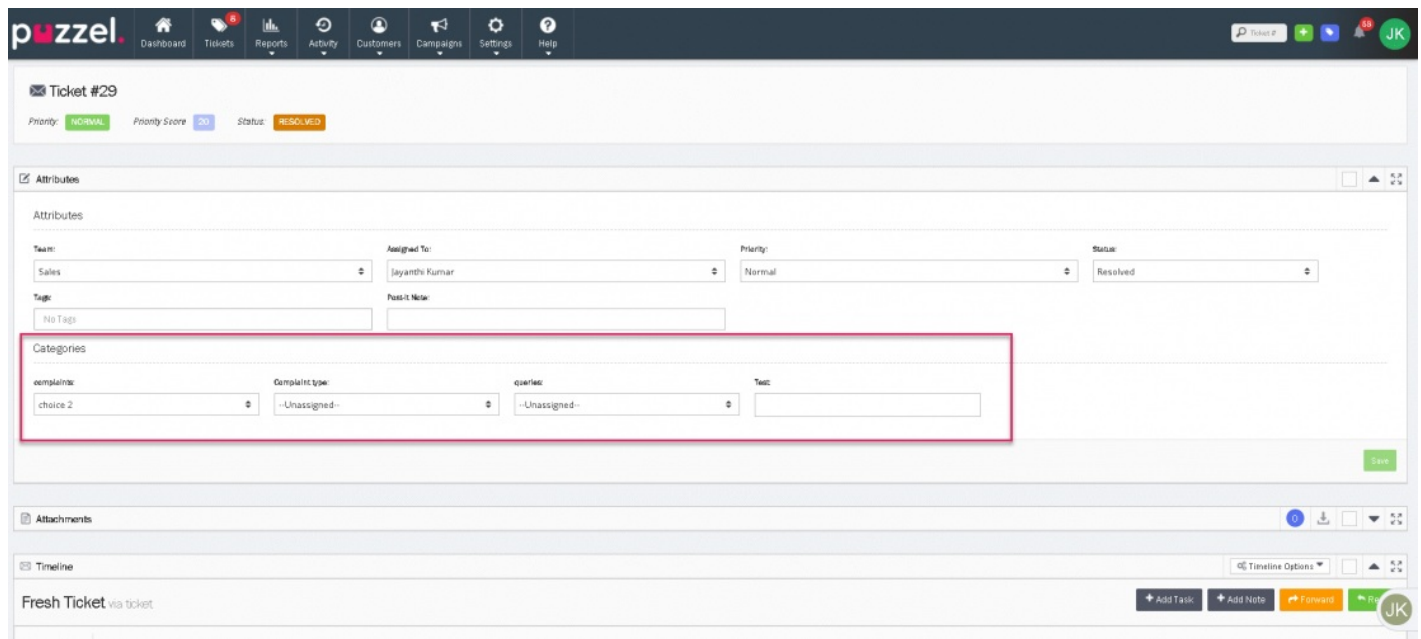 puzzel.
Dashboard
Tickets
6
Reports
Activity
Customers
Campaigns
Settings
Help
Ticket #
JK
Ticket #29
Priority: NORMAL Priority Score 20 Status: RESOLVED
Attributes
Attributes
Team: Assigned To: Priority: Status:
Sales Jayanthi Kumar Normal Resolved
Tags: Post-It Note:
No Tags
Categories
complaints: Complaint type: queries: Test:
choice 2 --Unassigned-- --Unassigned--
Save
Attachments 0
Timeline Timeline Options
Fresh Ticket via ticket + Add Task + Add Note Forward
JK